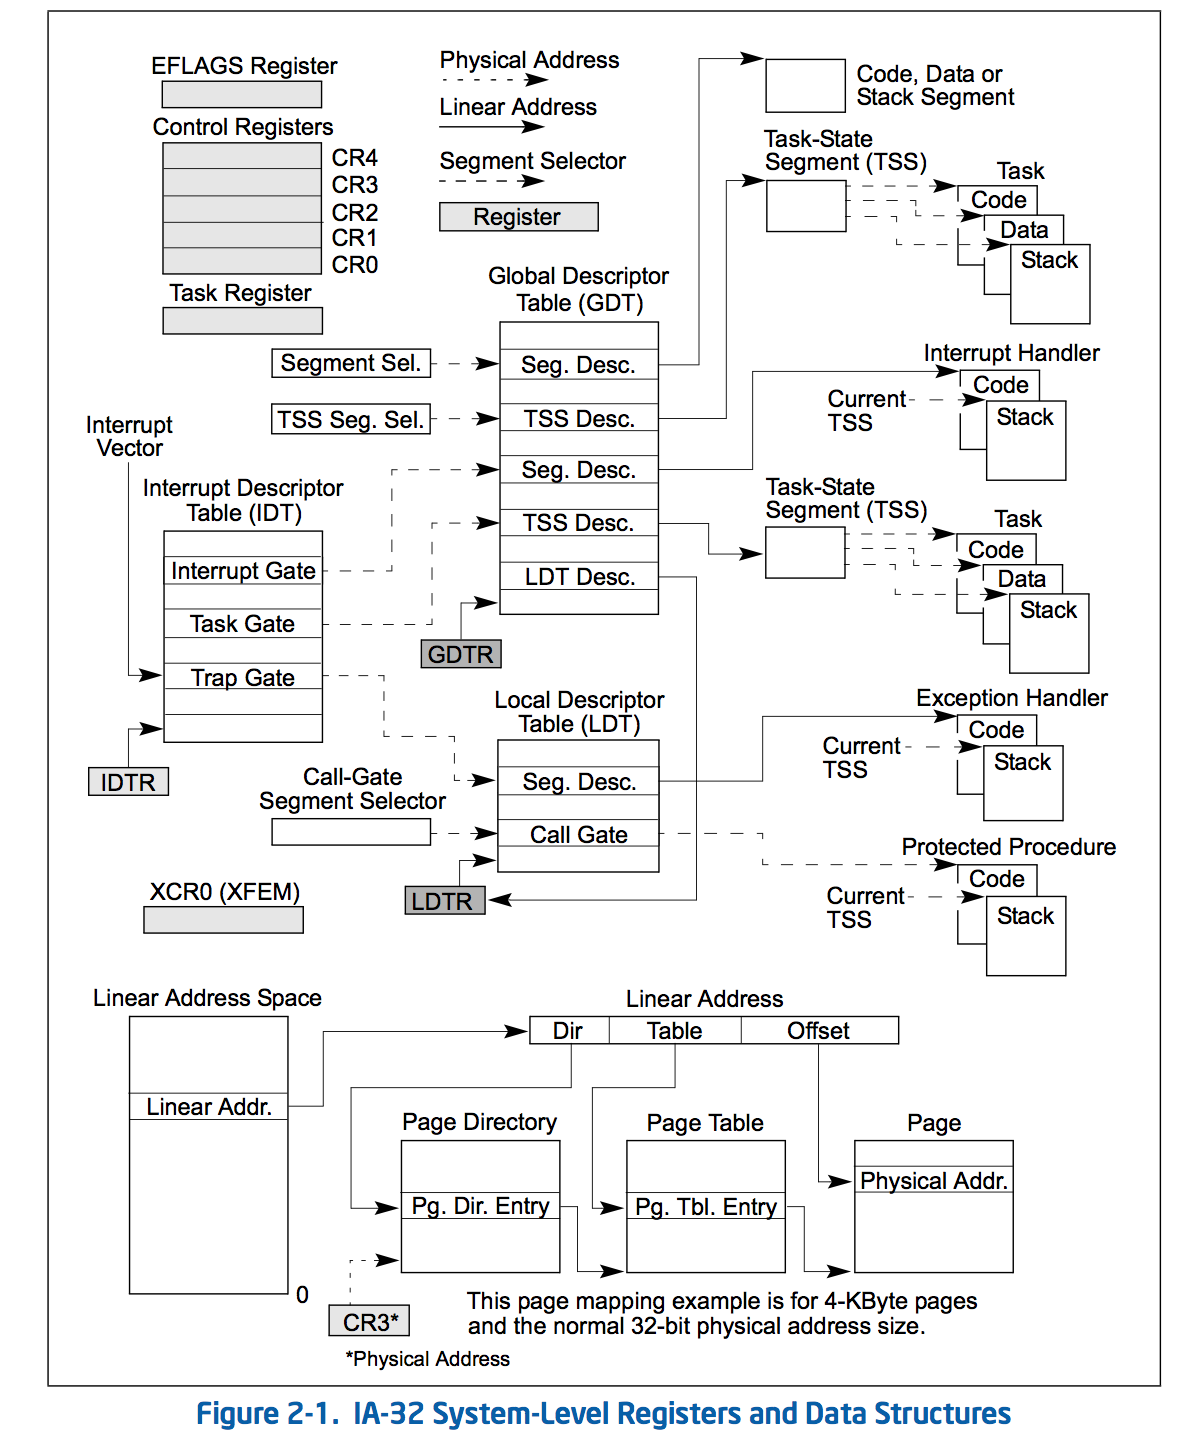 EFLAGS Register
Control Registers
CR4
CR3
CR2
CR1
CR0
Task Register
Physical Address
Linear Address
Segment Selector
Register
Code, Data or
Stack Segment
Task-State
Segment (TSS)
Task
Code
Data
Stack
Global Descriptor
Table (GDT)
Segment Sel.
Seg. Desc.
TSS Seg. Sel.
TSS Desc.
Seg. Desc.
TSS Desc.
LDT Desc.
GDTR
Interrupt Handler
Code
Stack
Current
TSS
Interrupt
Vector
Interrupt Descriptor
Table (IDT)
Interrupt Gate
Task Gate
Trap Gate
IDTR
Task-State
Segment (TSS)
Task
Code
Data
Stack
Local Descriptor
Table (LDT)
Seg. Desc.
Call Gate
Call-Gate
Segment Selector
LDTR
Exception Handler
Code
Stack
Current
TSS
Protected Procedure
Code
Stack
Current
TSS
XCR0 (XFEM)
Linear Address Space
Linear Addr.
0
Linear Address
Dir
Table
Offset
Page Directory
Pg. Dir. Entry
Page Table
Pg. Tbl. Entry
Page
Physical Addr.
CR3*
*Physical Address
This page mapping example is for 4-KByte pages
and the normal 32-bit physical address size.
Figure 2-1. IA-32 System-Level Registers and Data Structures